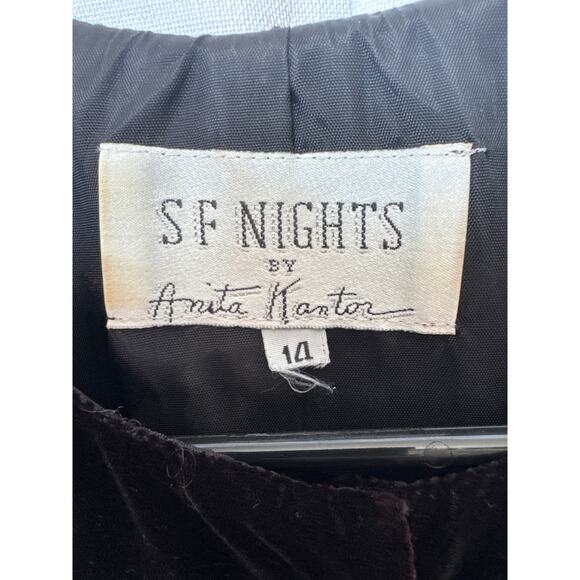 SF NIGHTS
BY
Anita Kantor
14